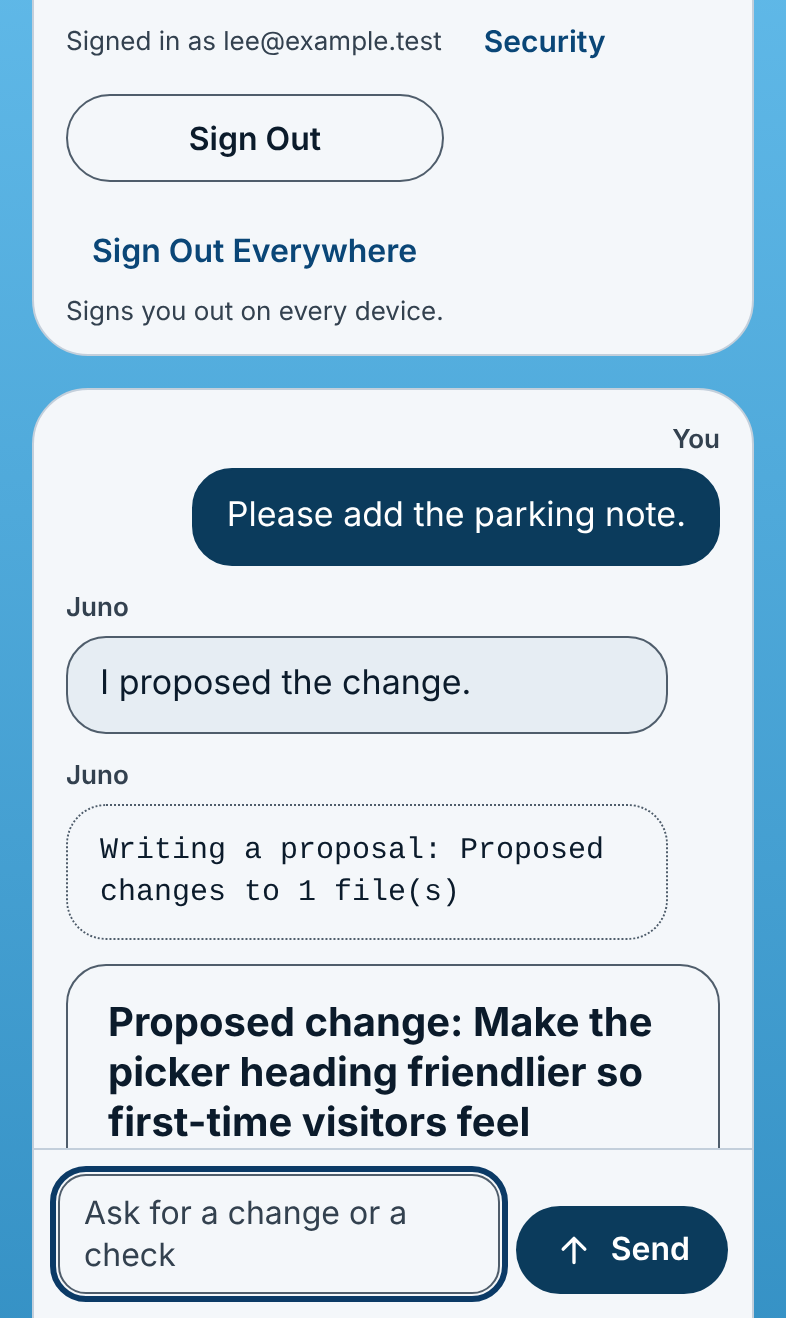 Signed in as lee@example.test
Security
Sign Out
Sign Out Everywhere
Signs you out on every device.
You
Please add the parking note.
Juno
I proposed the change.
Juno
Writing a proposal: Proposed
changes to 1 file(s)
Proposed change: Make the
picker heading friendlier so
first-time visitors feel
Ask for a change or a
check
Send